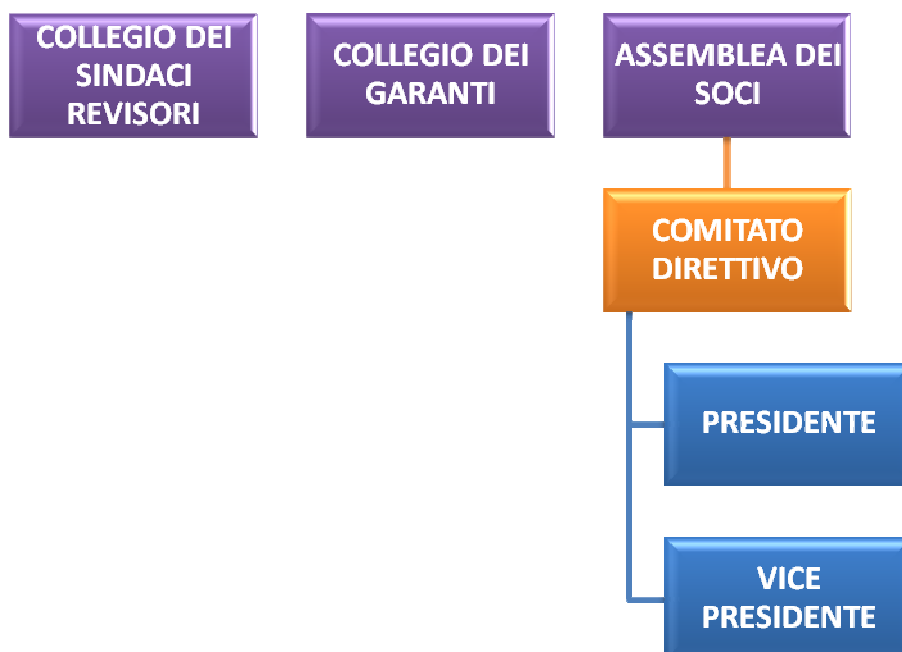 COLLEGIO DEI
SINDACI
REVISORI
COLLEGIO DEI
GARANTI
ASSEMBLEA DEI
SOCI
COMITATO
DIRETTIVO
PRESIDENTE
VICE
PRESIDENTE